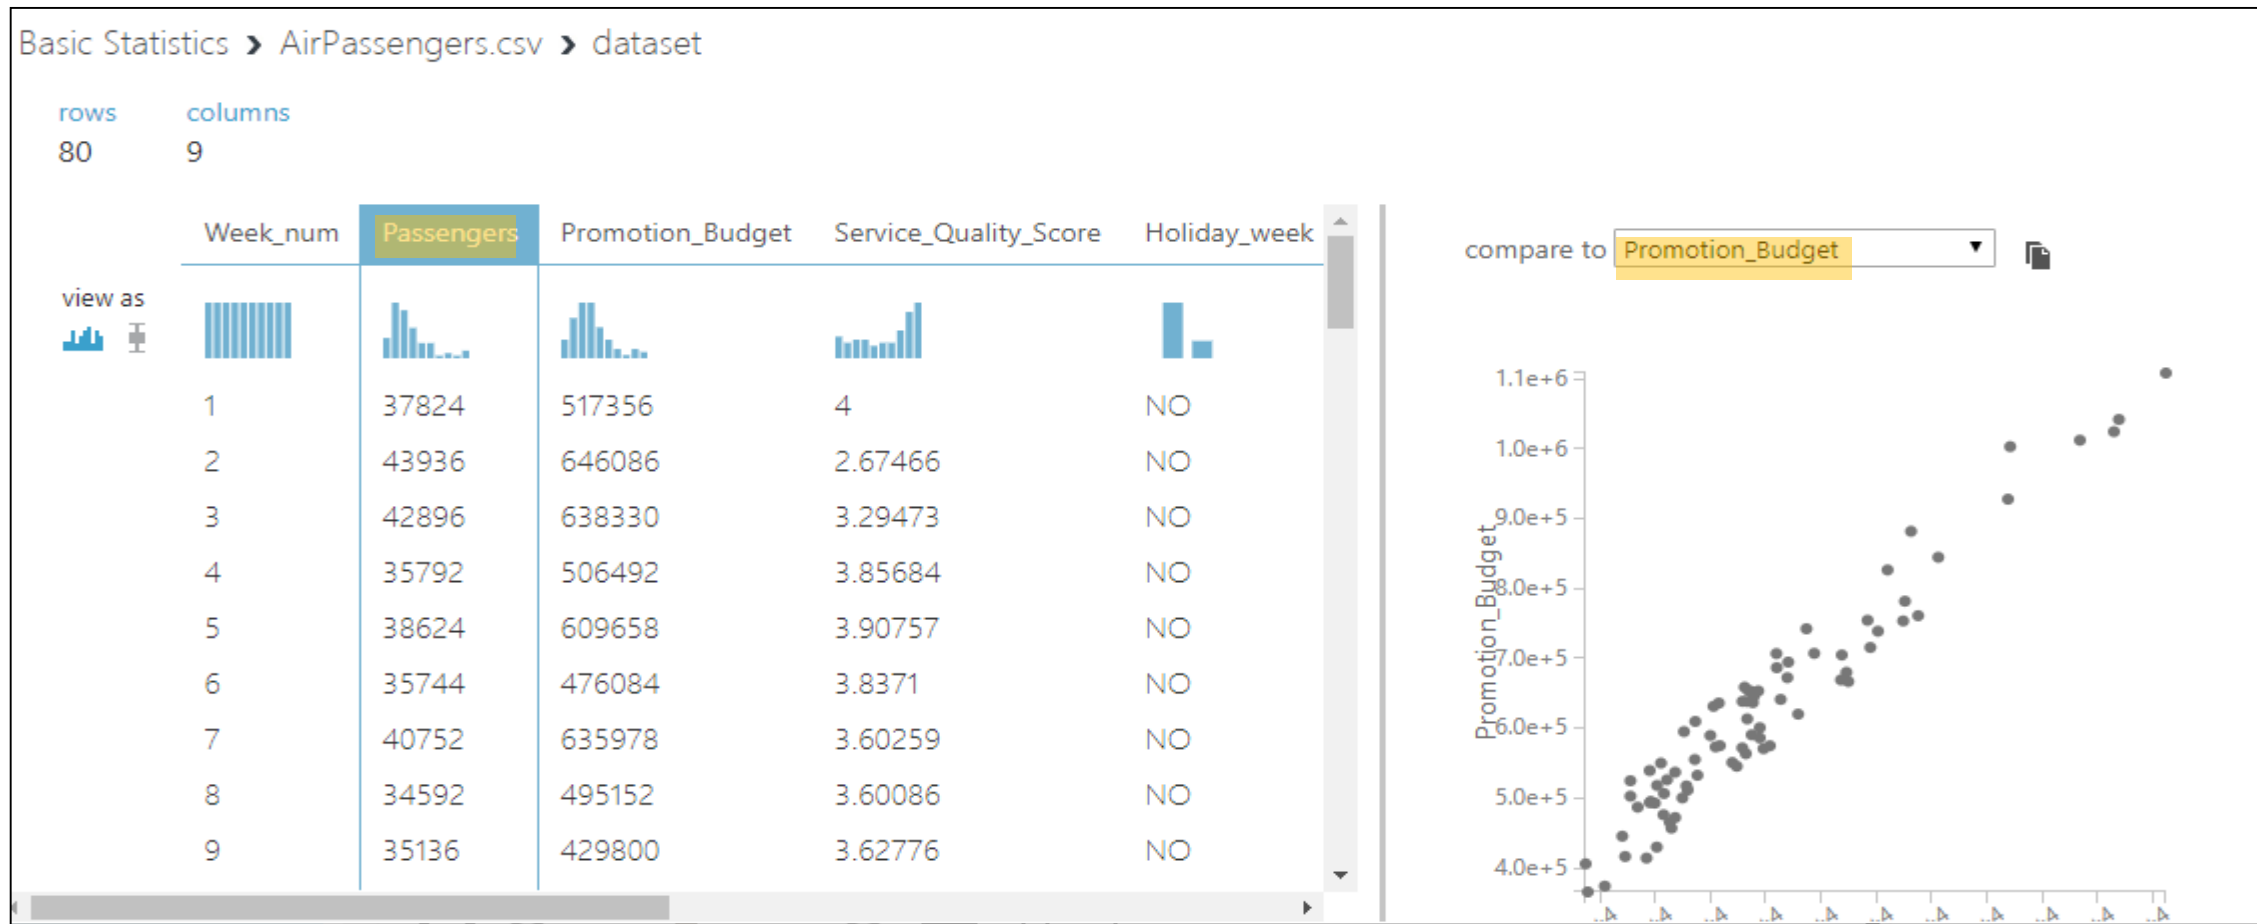 Basic Statistics › AirPassengers.csv › dataset
rows columns
80 9
Week_num Passengers Promotion_Budget Service_Quality_Score Holiday_week
view as
1 37824 517356 4 NO
2 43936 646086 2.67466 NO
3 42896 638330 3.29473 NO
4 35792 506492 3.85684 NO
5 38624 609658 3.90757 NO
6 35744 476084 3.8371 NO
7 40752 635978 3.60259 NO
8 34592 495152 3.60086 NO
9 35136 429800 3.62776 NO
compare to Promotion_Budget
1.1e+6
1.0e+6
9.0e+5
8.0e+5
7.0e+5
6.0e+5
5.0e+5
4.0e+5
Promotion_Budget